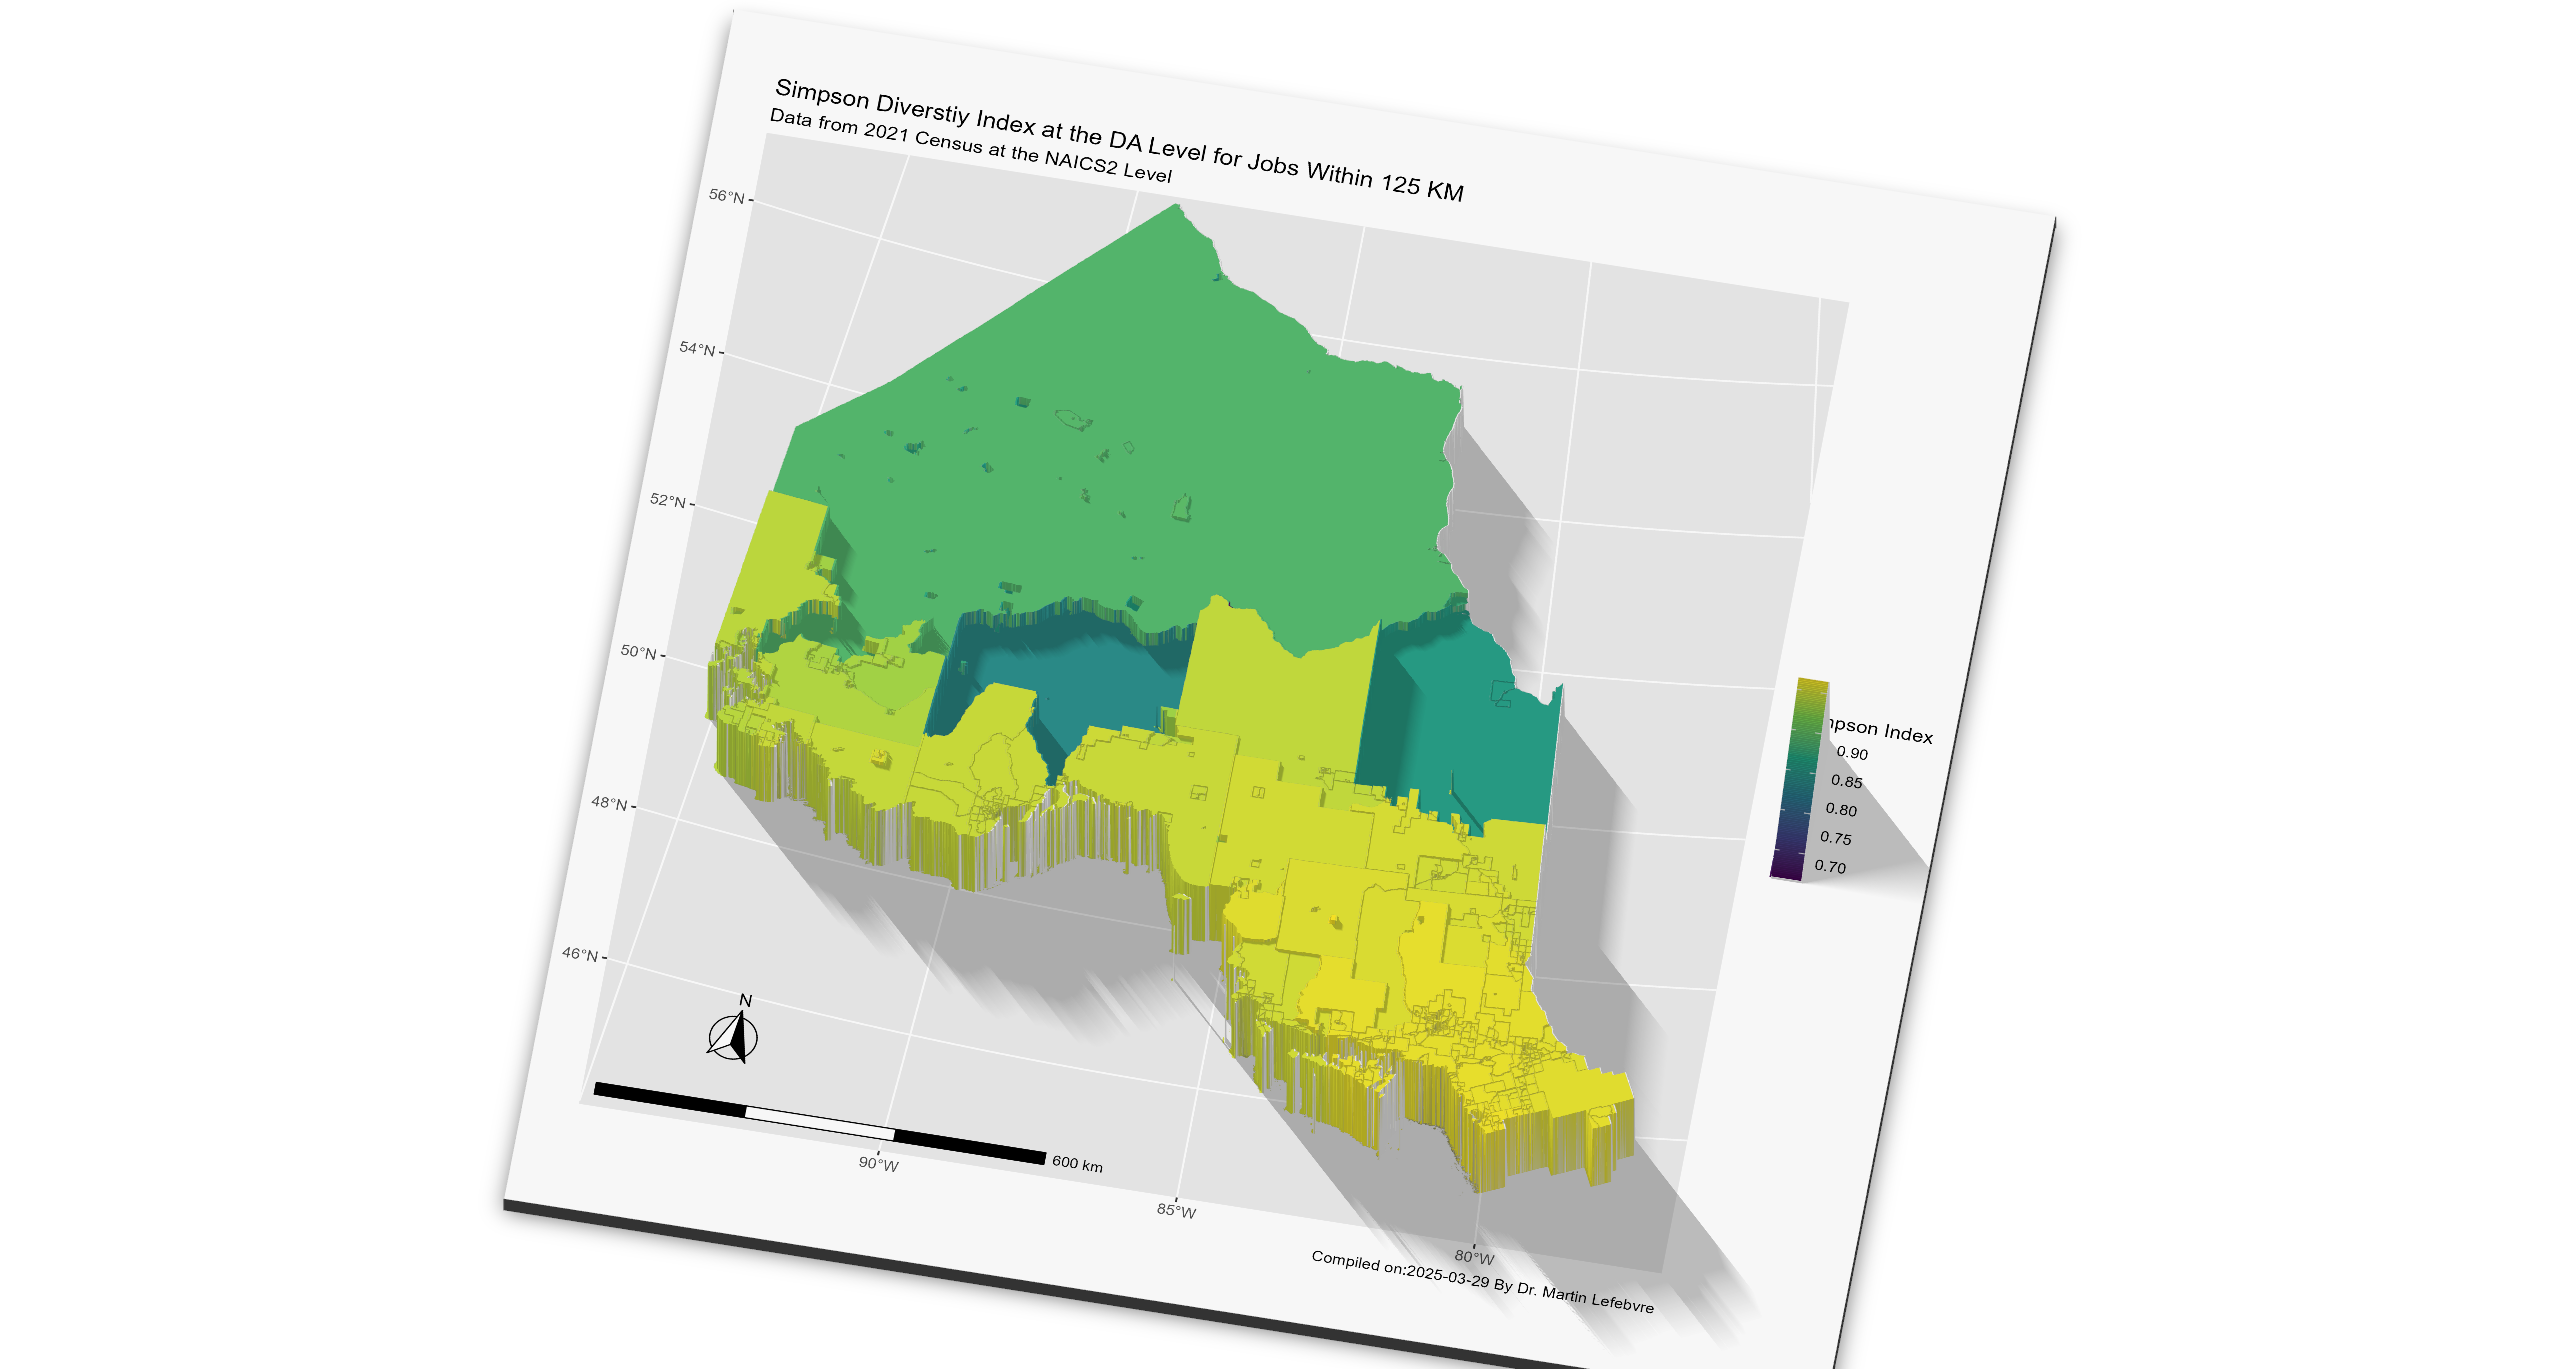 Simpson Diverstiy Index at the DA Level for Jobs Within 125 KM
Data from 2021 Census at the NAICS2 Level
56°N
54°N
52°N
50°N
48°N
46°N
N
600 km
90°W
85°W
80°W
Index
0.90
0.85
0.80
0.75
0.70
Compiled on:2025-03-29 By Dr. Martin Lefebvre